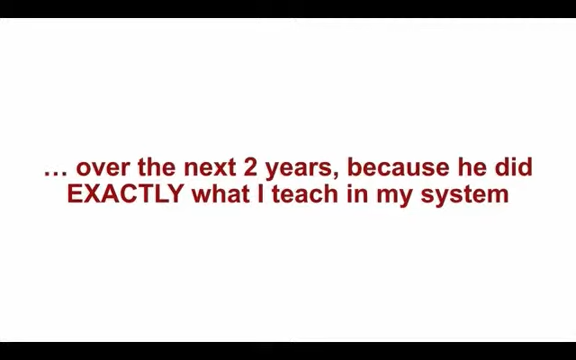 … over the next 2 years, because he did
EXACTLY what I teach in my system